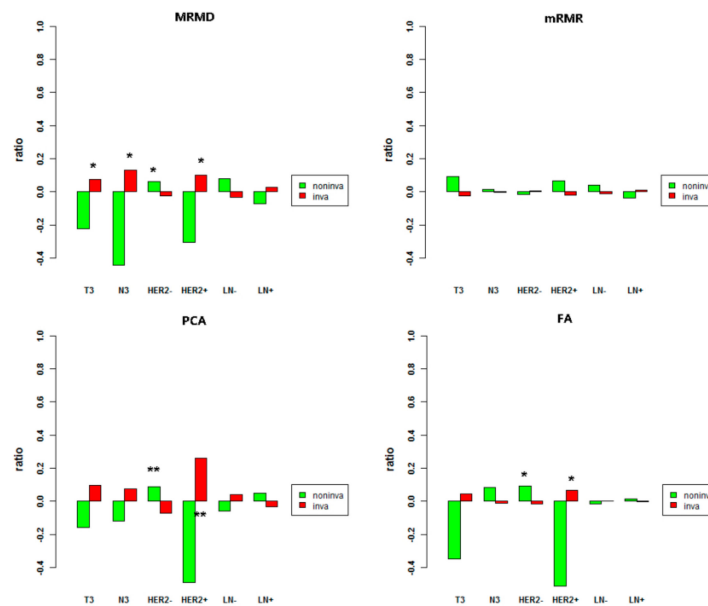 MRMD
1.0
0.8
0.6
0.4
0.2
0.0
-0.2
-0.4
ratio
* * * *
noninva
inva
T3 N3 HER2- HER2+ LN- LN+
mRMR
1.0
0.8
0.6
0.4
0.2
0.0
-0.2
-0.4
ratio
noninva
inva
T3 N3 HER2- HER2+ LN- LN+
PCA
1.0
0.8
0.6
0.4
0.2
0.0
-0.2
-0.4
ratio
**
**
noninva
inva
T3 N3 HER2- HER2+ LN- LN+
FA
1.0
0.8
0.6
0.4
0.2
0.0
-0.2
-0.4
ratio
* *
noninva
inva
T3 N3 HER2- HER2+ LN- LN+